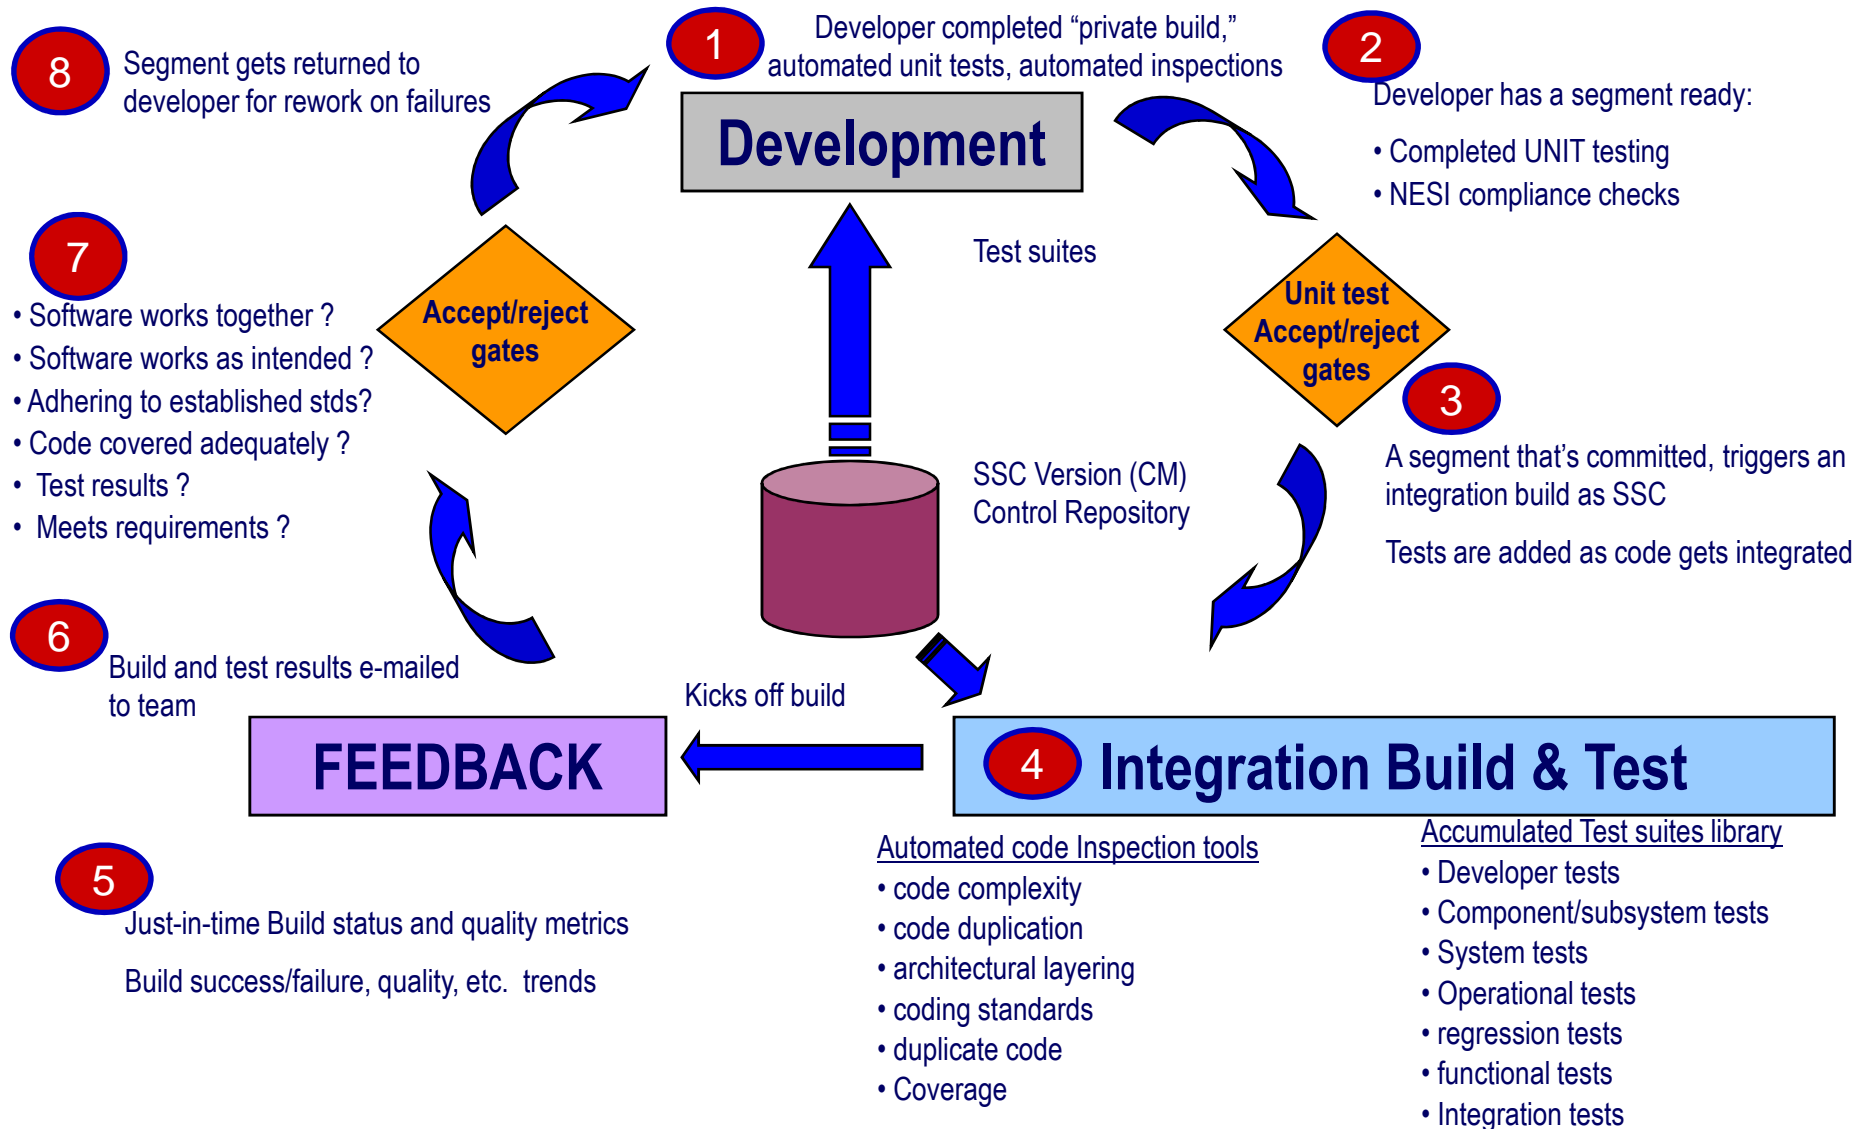 1
Developer completed “private build,”
automated unit tests, automated inspections
Development
2
Developer has a segment ready:
• Completed UNIT testing
• NESI compliance checks
Unit test
Accept/reject
gates
3
A segment that’s committed, triggers an
integration build as SSC
Tests are added as code gets integrated
Test suites
SSC Version (CM)
Control Repository
4
Integration Build & Test
Automated code Inspection tools
• code complexity
• code duplication
• architectural layering
• coding standards
• duplicate code
• Coverage
Accumulated Test suites library
• Developer tests
• Component/subsystem tests
• System tests
• Operational tests
• regression tests
• functional tests
• Integration tests
Kicks off build
FEEDBACK
5
Just-in-time Build status and quality metrics
Build success/failure, quality, etc. trends
6
Build and test results e-mailed
to team
7
• Software works together ?
• Software works as intended ?
• Adhering to established stds?
• Code covered adequately ?
• Test results ?
• Meets requirements ?
Accept/reject
gates
8
Segment gets returned to
developer for rework on failures